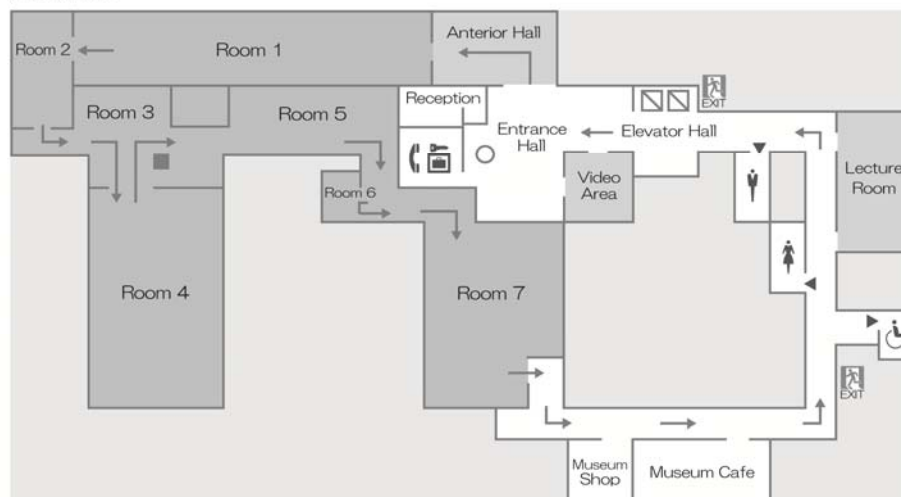 Anterior Hall
Room 2
Room 1
EXIT
Reception
Room 3
Room 5
Entrance
Hall
Elevator Hall
Lecture
Room
Video
Area
Room 6
Room 4
Room 7
EXIT
Museum
Shop
Museum Cafe